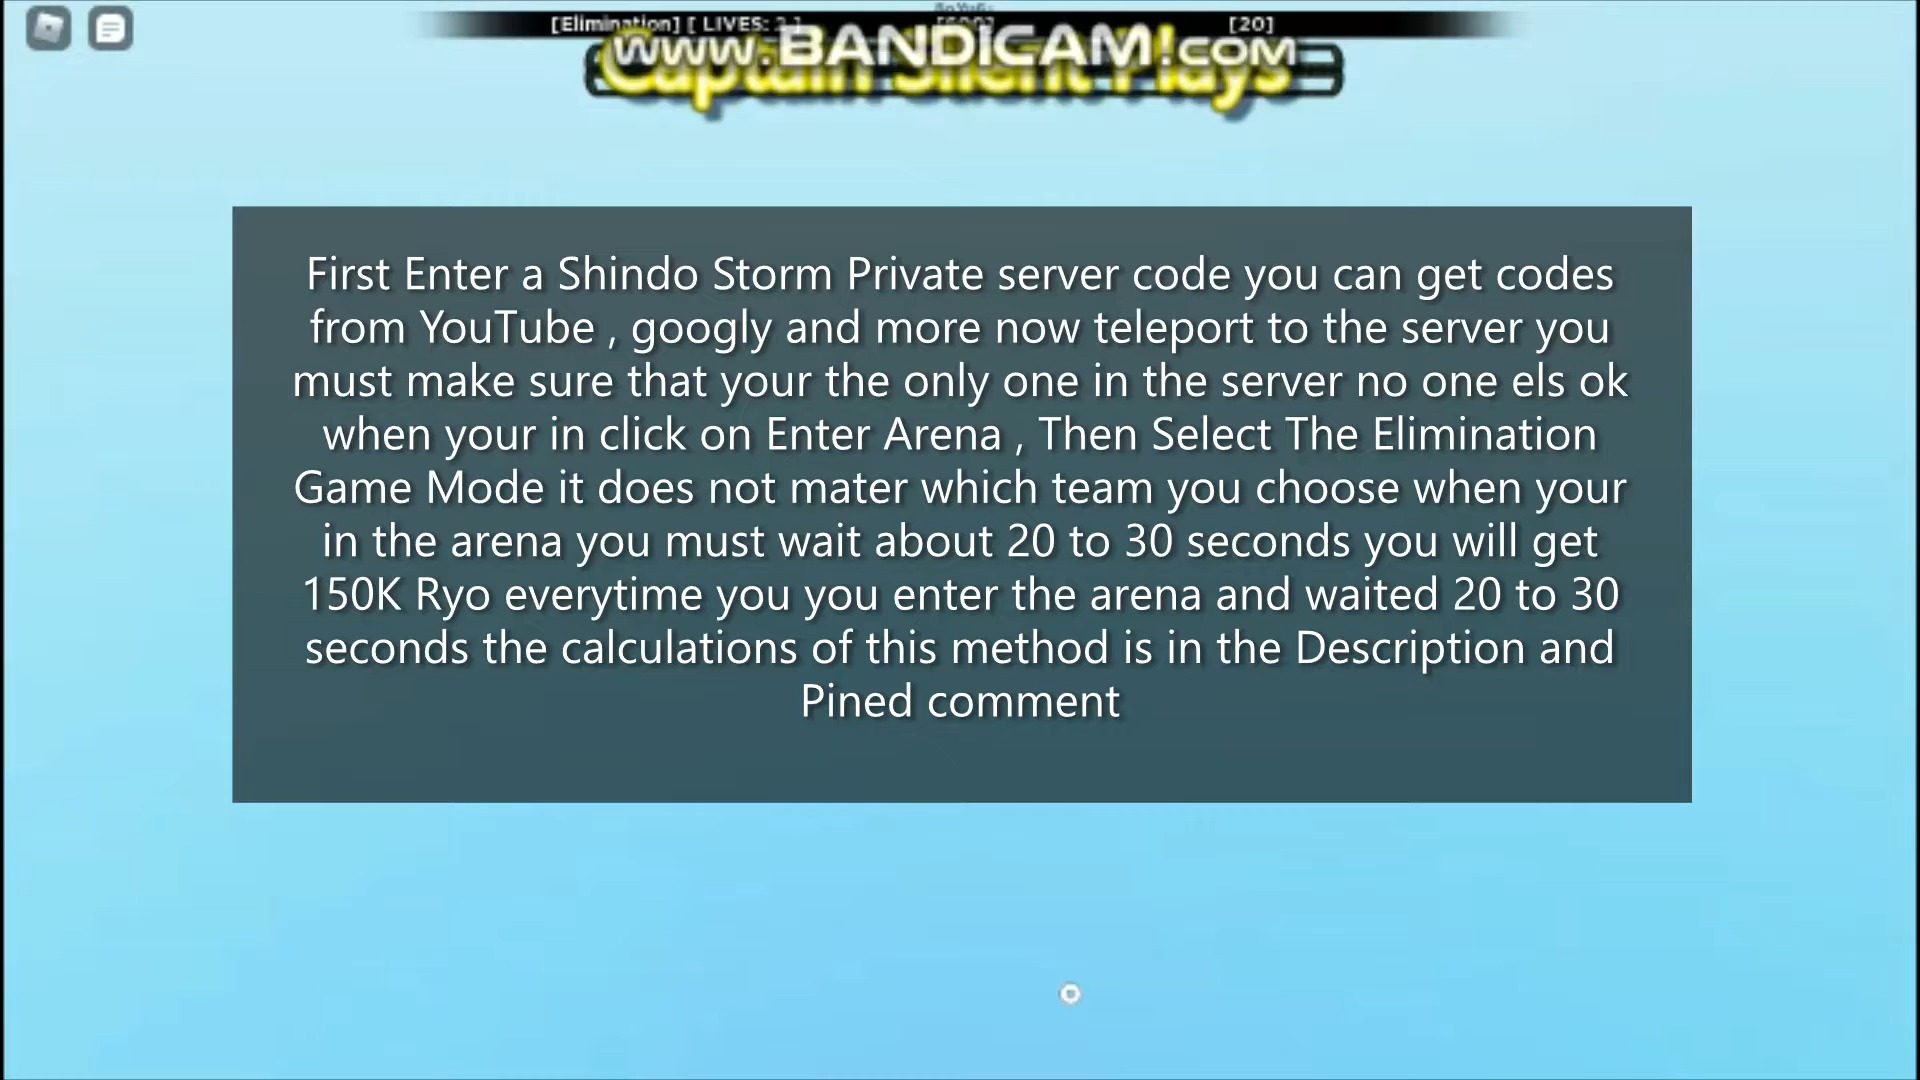 [Elimination] [ LIVES: [20]
www.BANDICAM.com
Captain Silent Plays
First Enter a Shindo Storm Private server code you can get codes
from YouTube , googly and more now teleport to the server you
must make sure that your the only one in the server no one els ok
when your in click on Enter Arena , Then Select The Elimination
Game Mode it does not mater which team you choose when your
in the arena you must wait about 20 to 30 seconds you will get
150K Ryo everytime you you enter the arena and waited 20 to 30
seconds the calculations of this method is in the Description and
Pined comment